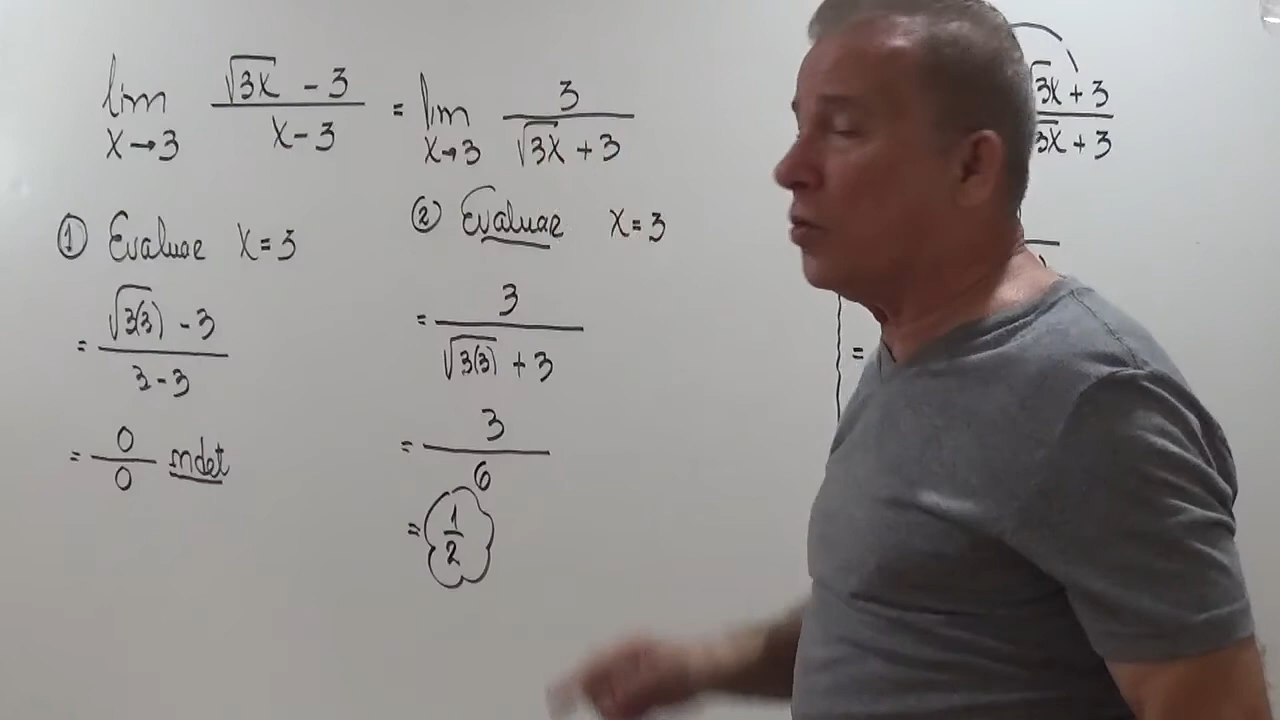 lim x→3 (√3x - 3)/(x - 3) = lim x→3 3/(√3x + 3)
① Evaluar x = 3
= (√3(3) - 3)/(3 - 3)
= 0/0 indet
② Evaluar x = 3
= 3/(√3(3) + 3)
= 3/6
= 1/2
√3x + 3
√3x + 3
=